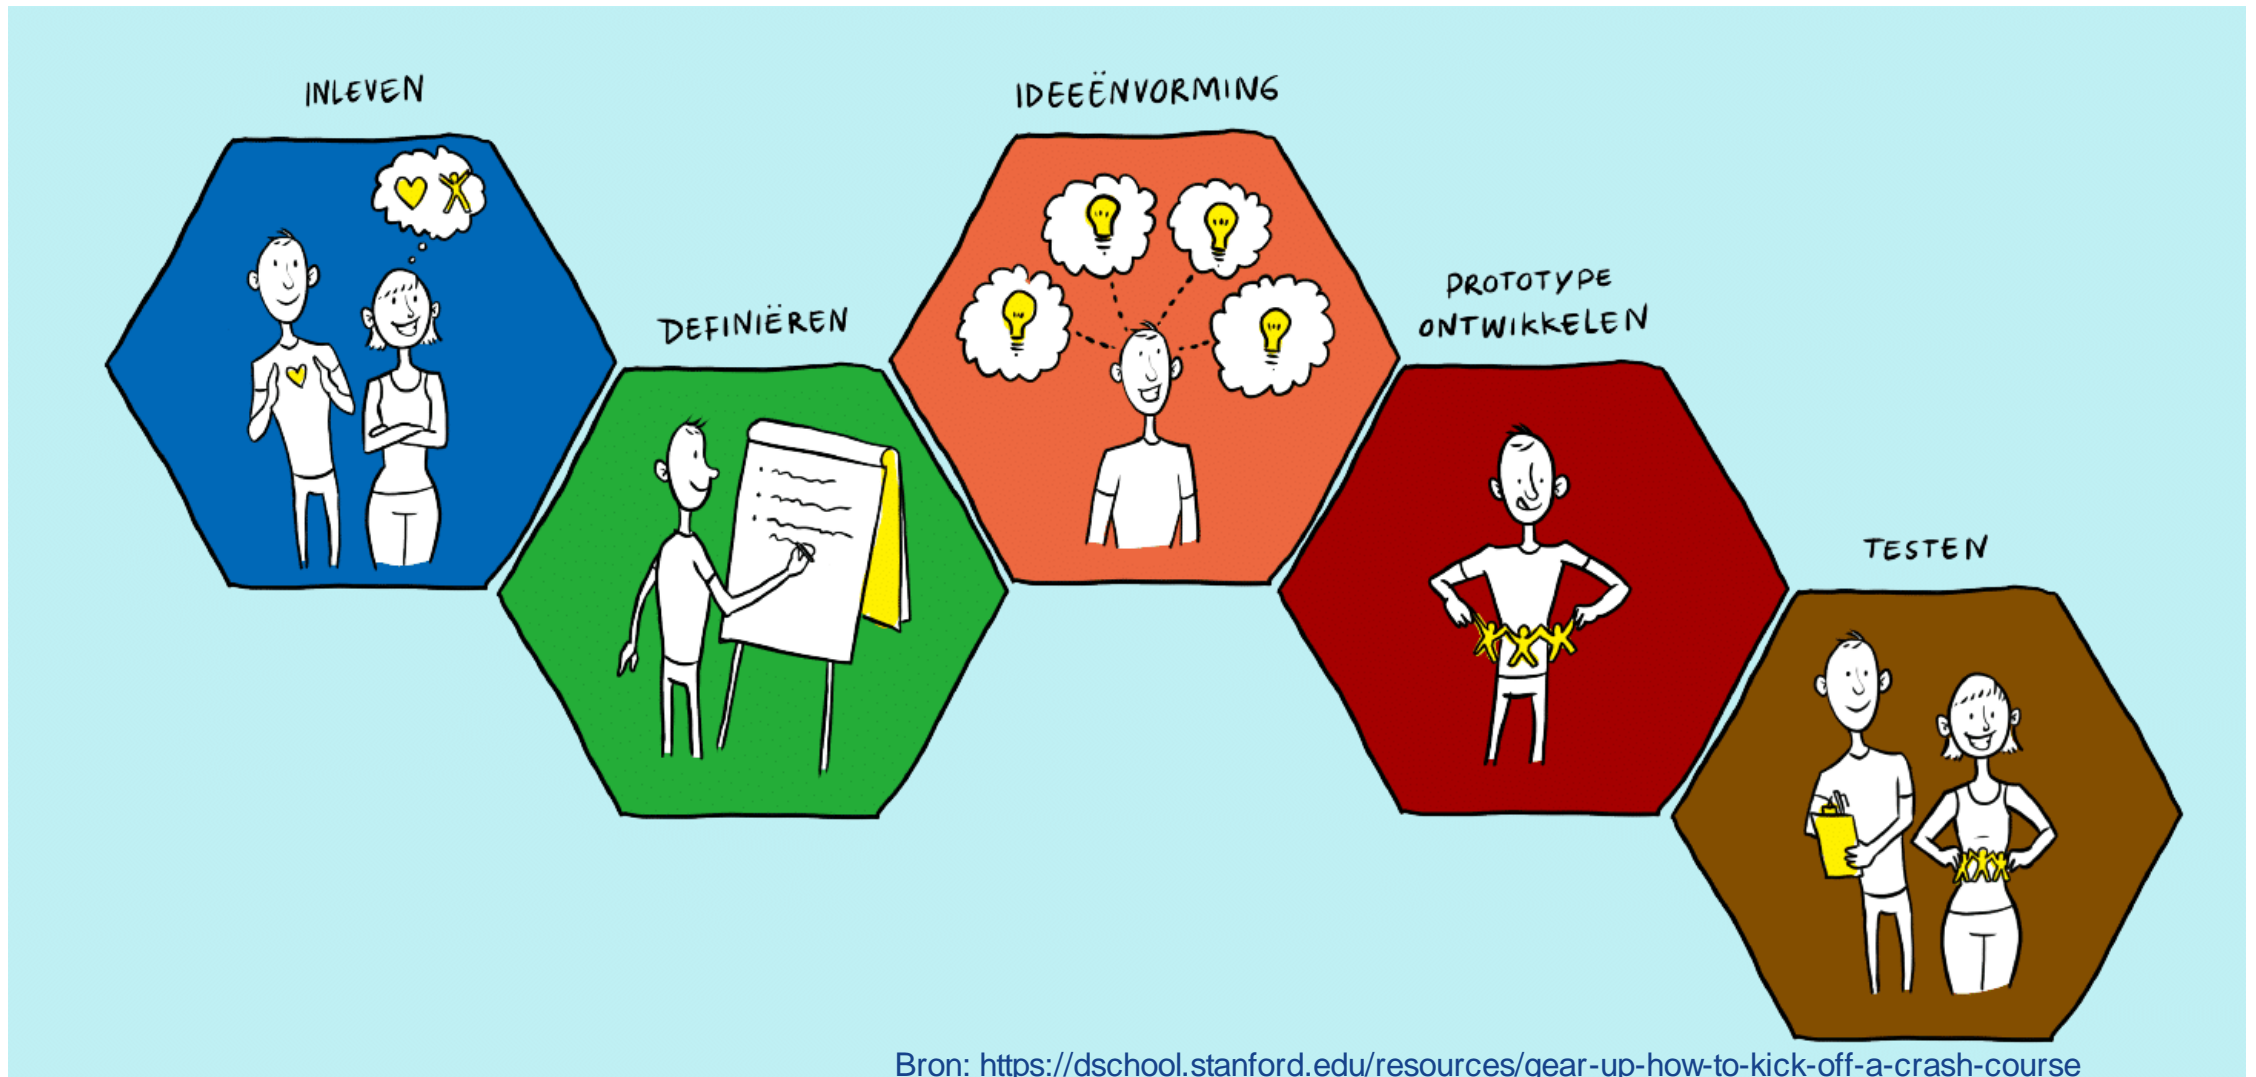 INLEVEN
DEFINIËREN
IDEEËNVORMING
PROTOTYPE
ONTWIKKELEN
TESTEN
Bron: https://dschool.stanford.edu/resources/gear-up-how-to-kick-off-a-crash-course